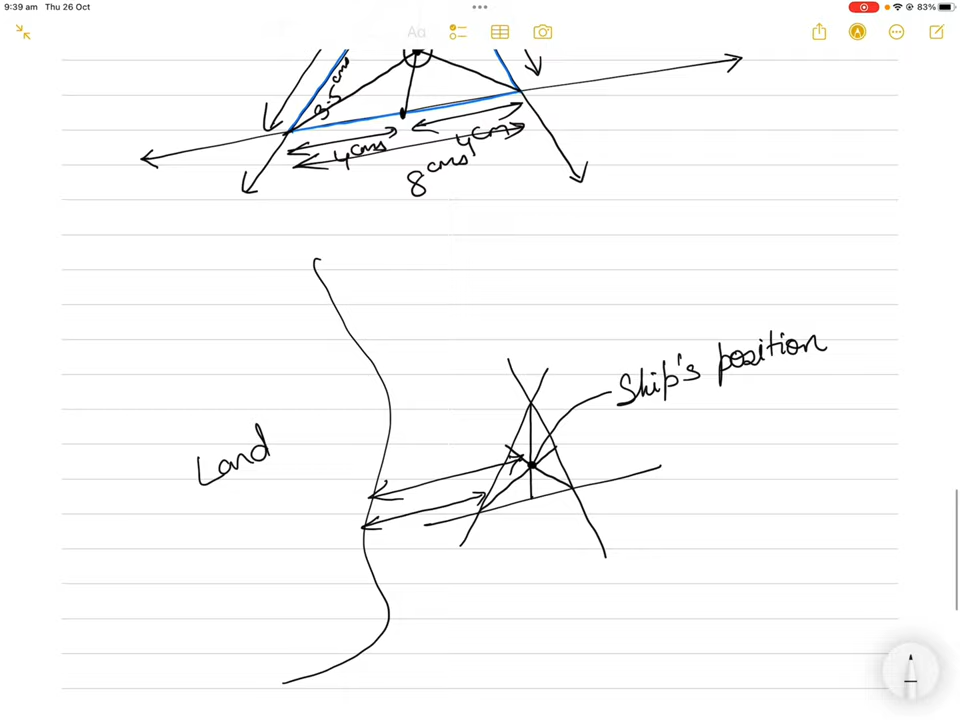 9:39 am Thu 26 Oct
83%
Aa
3.5 cms
4 cms
4 cms
8 cms
Ship's position
Land